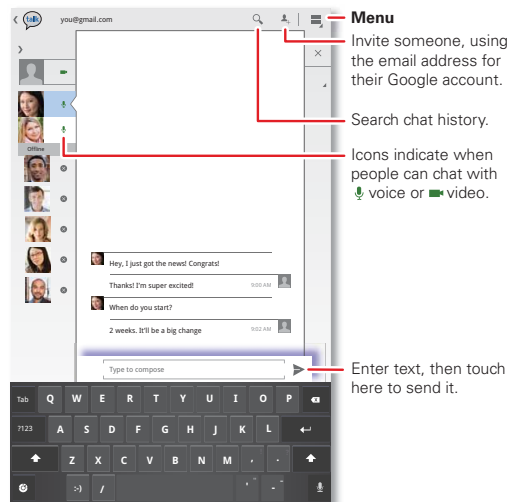 talk
you@gmail.com
Menu
Invite someone, using
the email address for
their Google account.
Search chat history.
Icons indicate when
people can chat with
voice or video.
Offline
Hey, I just got the news! Congrats!
Thanks! I'm super excited! 9:00 AM
When do you start?
2 weeks. It'll be a big change 9:02 AM
Type to compose
Enter text, then touch
here to send it.
Tab Q W E R T Y U I O P
?123 A S D F G H J K L
Z X C V B N M , .
:-) / ' " - _